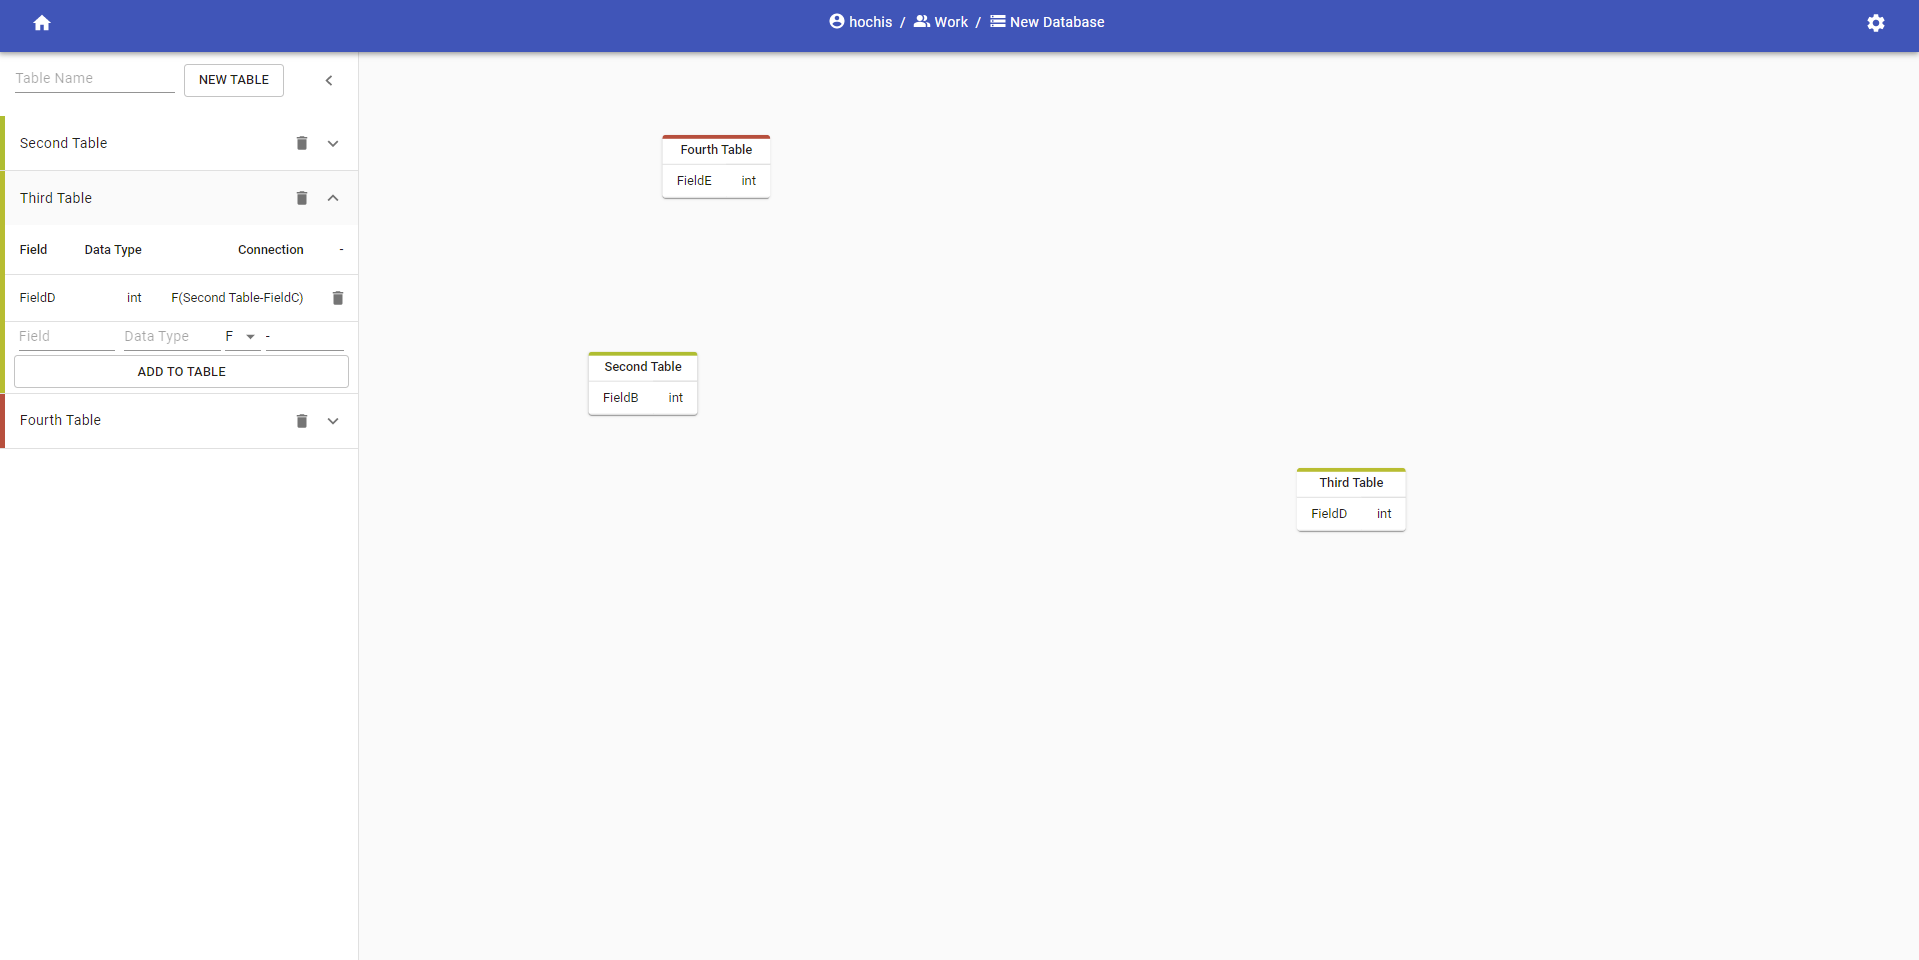 hochis / Work / New Database
Table Name NEW TABLE
Second Table
Third Table
Field Data Type Connection -
FieldD int F(Second Table-FieldC)
Field Data Type F -
ADD TO TABLE
Fourth Table
Fourth Table
FieldE int
Second Table
FieldB int
Third Table
FieldD int